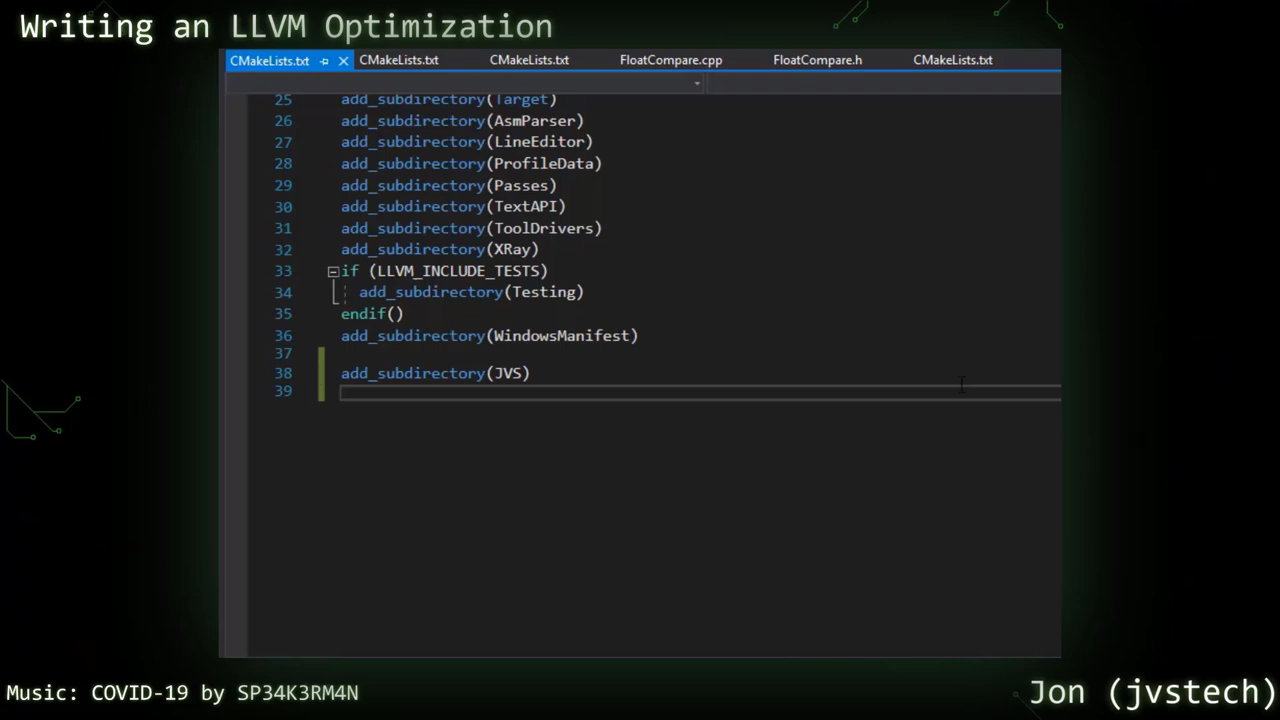 Writing an LLVM Optimization
CMakeLists.txt CMakeLists.txt CMakeLists.txt FloatCompare.cpp FloatCompare.h CMakeLists.txt
25 add_subdirectory(Target)
26 add_subdirectory(AsmParser)
27 add_subdirectory(LineEditor)
28 add_subdirectory(ProfileData)
29 add_subdirectory(Passes)
30 add_subdirectory(TextAPI)
31 add_subdirectory(ToolDrivers)
32 add_subdirectory(XRay)
33 if (LLVM_INCLUDE_TESTS)
34 add_subdirectory(Testing)
35 endif()
36 add_subdirectory(WindowsManifest)
37
38 add_subdirectory(JVS)
39
Music: COVID-19 by SP34K3RM4N
Jon (jvstech)